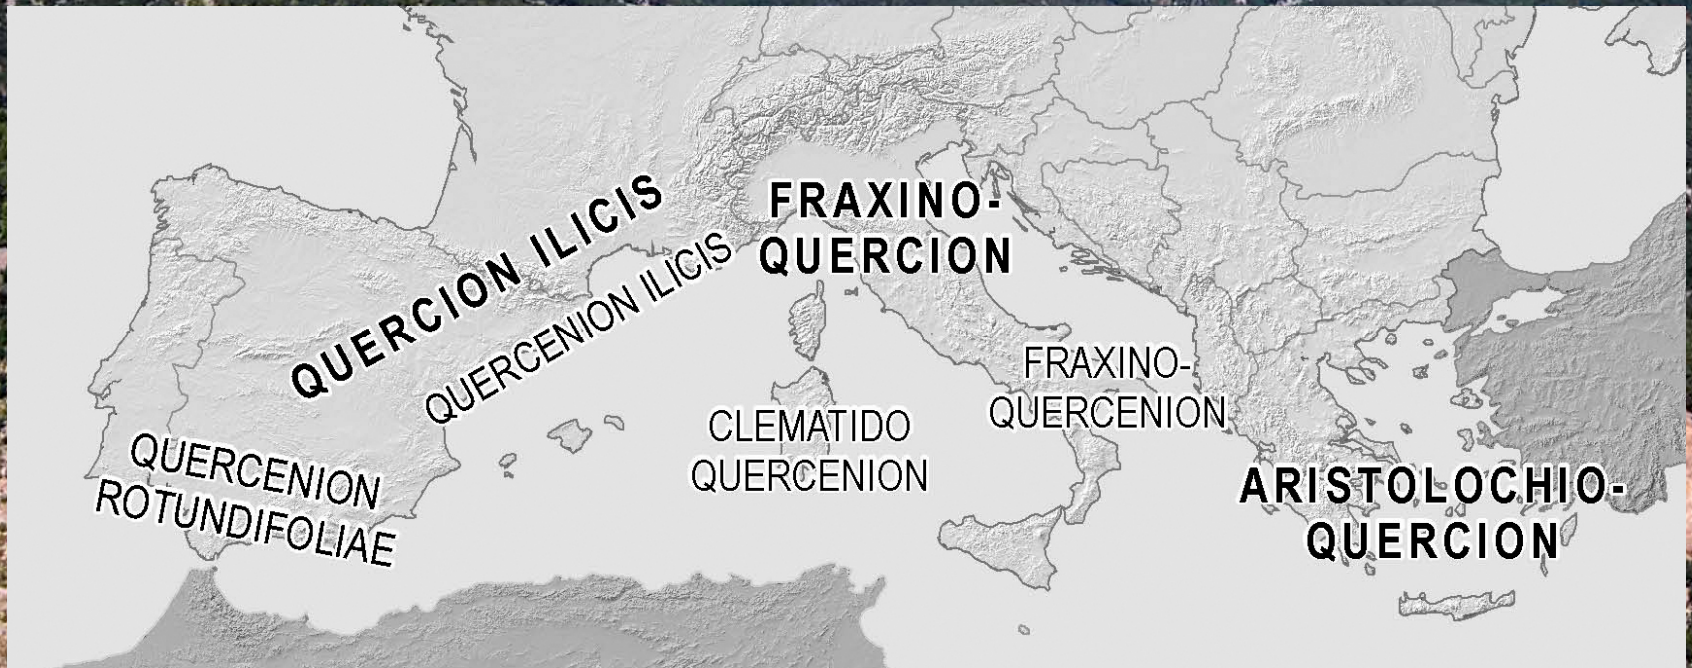 QUERCION ILICIS
QUERCENION ILICIS
QUERCENION
ROTUNDIFOLIAE
FRAXINO-
QUERCION
CLEMATIDO
QUERCENION
FRAXINO-
QUERCENION
ARISTOLOCHIO-
QUERCION